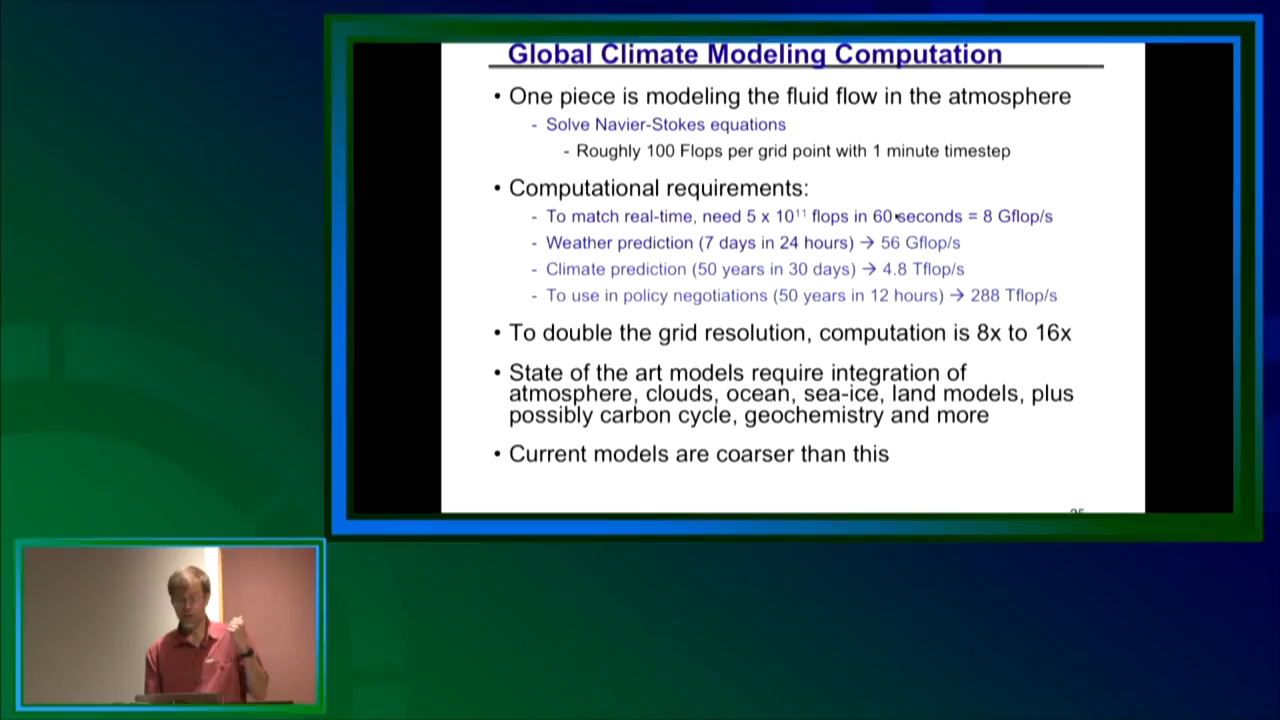 Global Climate Modeling Computation
• One piece is modeling the fluid flow in the atmosphere
- Solve Navier-Stokes equations
- Roughly 100 Flops per grid point with 1 minute timestep
• Computational requirements:
- To match real-time, need 5 x 10¹¹ flops in 60 seconds = 8 Gflop/s
- Weather prediction (7 days in 24 hours) → 56 Gflop/s
- Climate prediction (50 years in 30 days) → 4.8 Tflop/s
- To use in policy negotiations (50 years in 12 hours) → 288 Tflop/s
• To double the grid resolution, computation is 8x to 16x
• State of the art models require integration of
atmosphere, clouds, ocean, sea-ice, land models, plus
possibly carbon cycle, geochemistry and more
• Current models are coarser than this